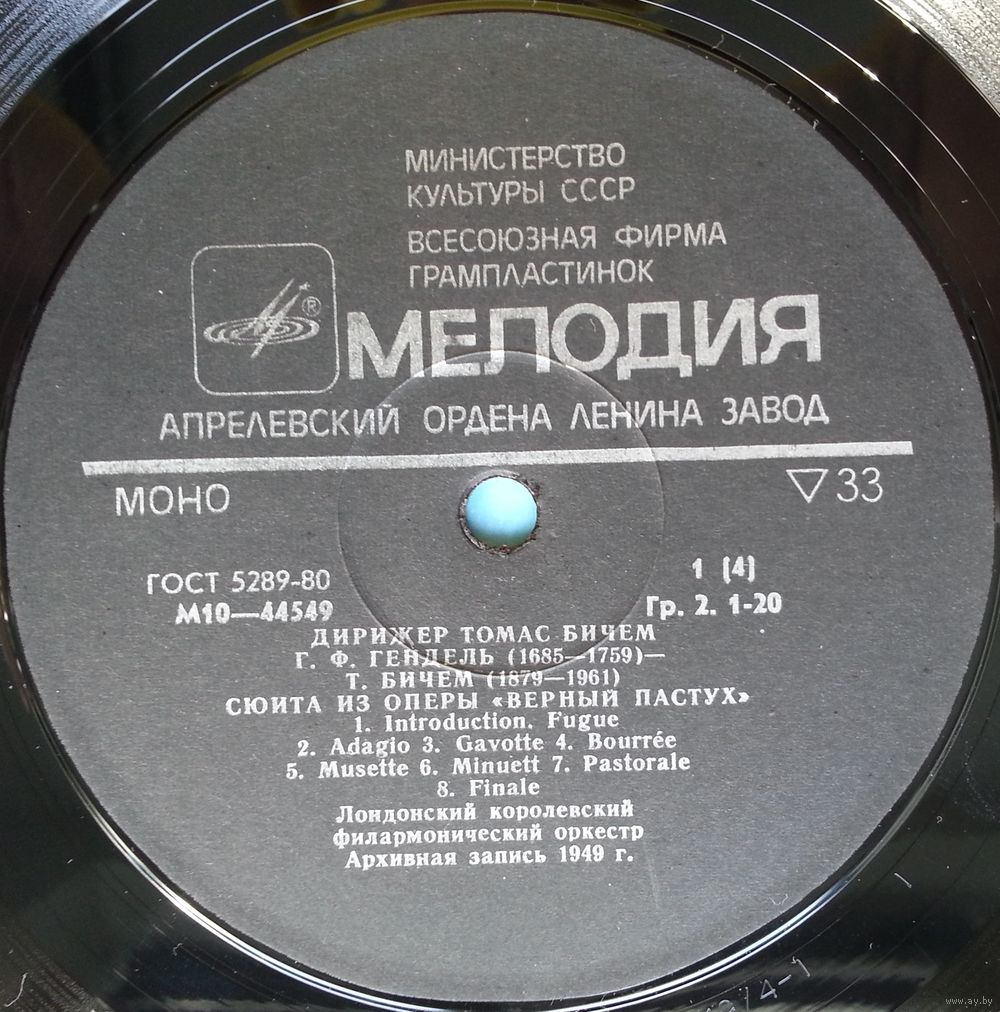 МИНИСТЕРСТВО
КУЛЬТУРЫ СССР
ВСЕСОЮЗНАЯ ФИРМА
ГРАМПЛАСТИНОК
®
МЕЛОДИЯ
АПРЕЛЕВСКИЙ ОРДЕНА ЛЕНИНА ЗАВОД
МОНО
▽33
ГОСТ 5289-80
1 (4)
М10—44549
Гр. 2. 1-20
ДИРИЖЕР ТОМАС БИЧЕМ
Г. Ф. ГЕНДЕЛЬ (1685—1759)—
Т. БИЧЕМ (1879—1961)
СЮИТА ИЗ ОПЕРЫ «ВЕРНЫЙ ПАСТУХ»
1. Introduction. Fugue
2. Adagio 3. Gavotte 4. Bourrée
5. Musette 6. Minuett 7. Pastorale
8. Finale
Лондонский королевский
филармонический оркестр
Архивная запись 1949 г.
www.ay.by